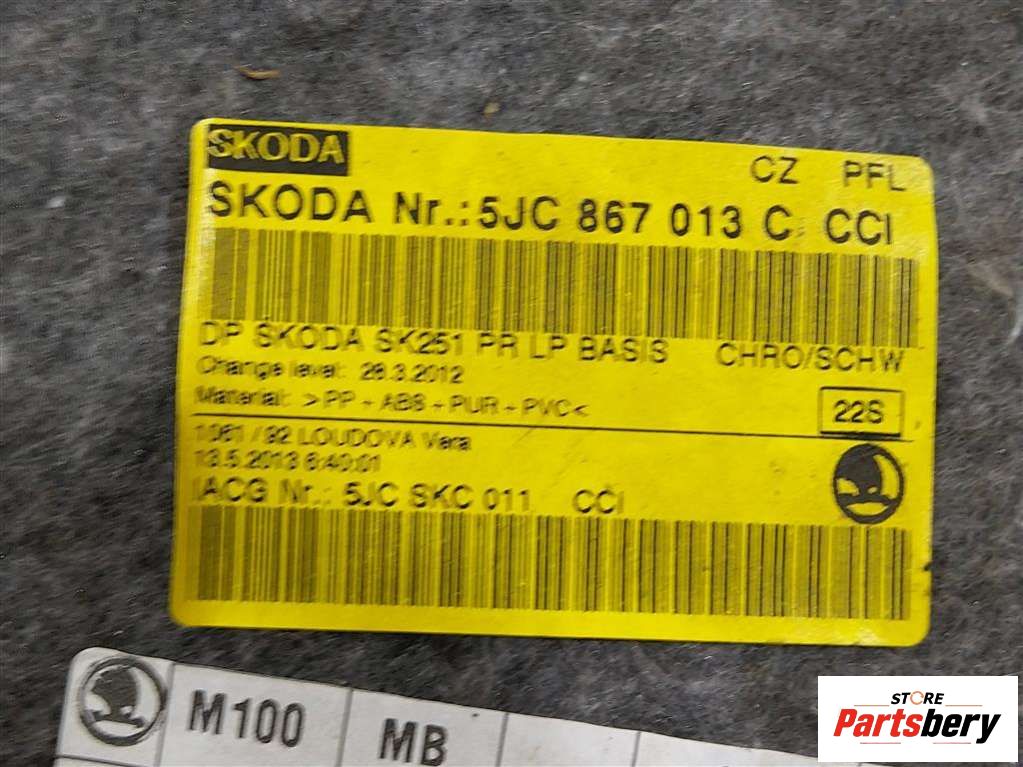 SKODA
CZ PFL
SKODA Nr.: 5JC 867 013 C CCI
DP SKODA SK251 PR LP BASIS CHRO/SCHW
Change level: 28.3.2012
Material: >PP+ABS+PUR+PVC<
22S
1061 / 92 LOUDOVA Vera
13.5.2013 6:40:01
IACG Nr.: 5JC SKC 011 CCI
M100
MB
STORE
Partsbery